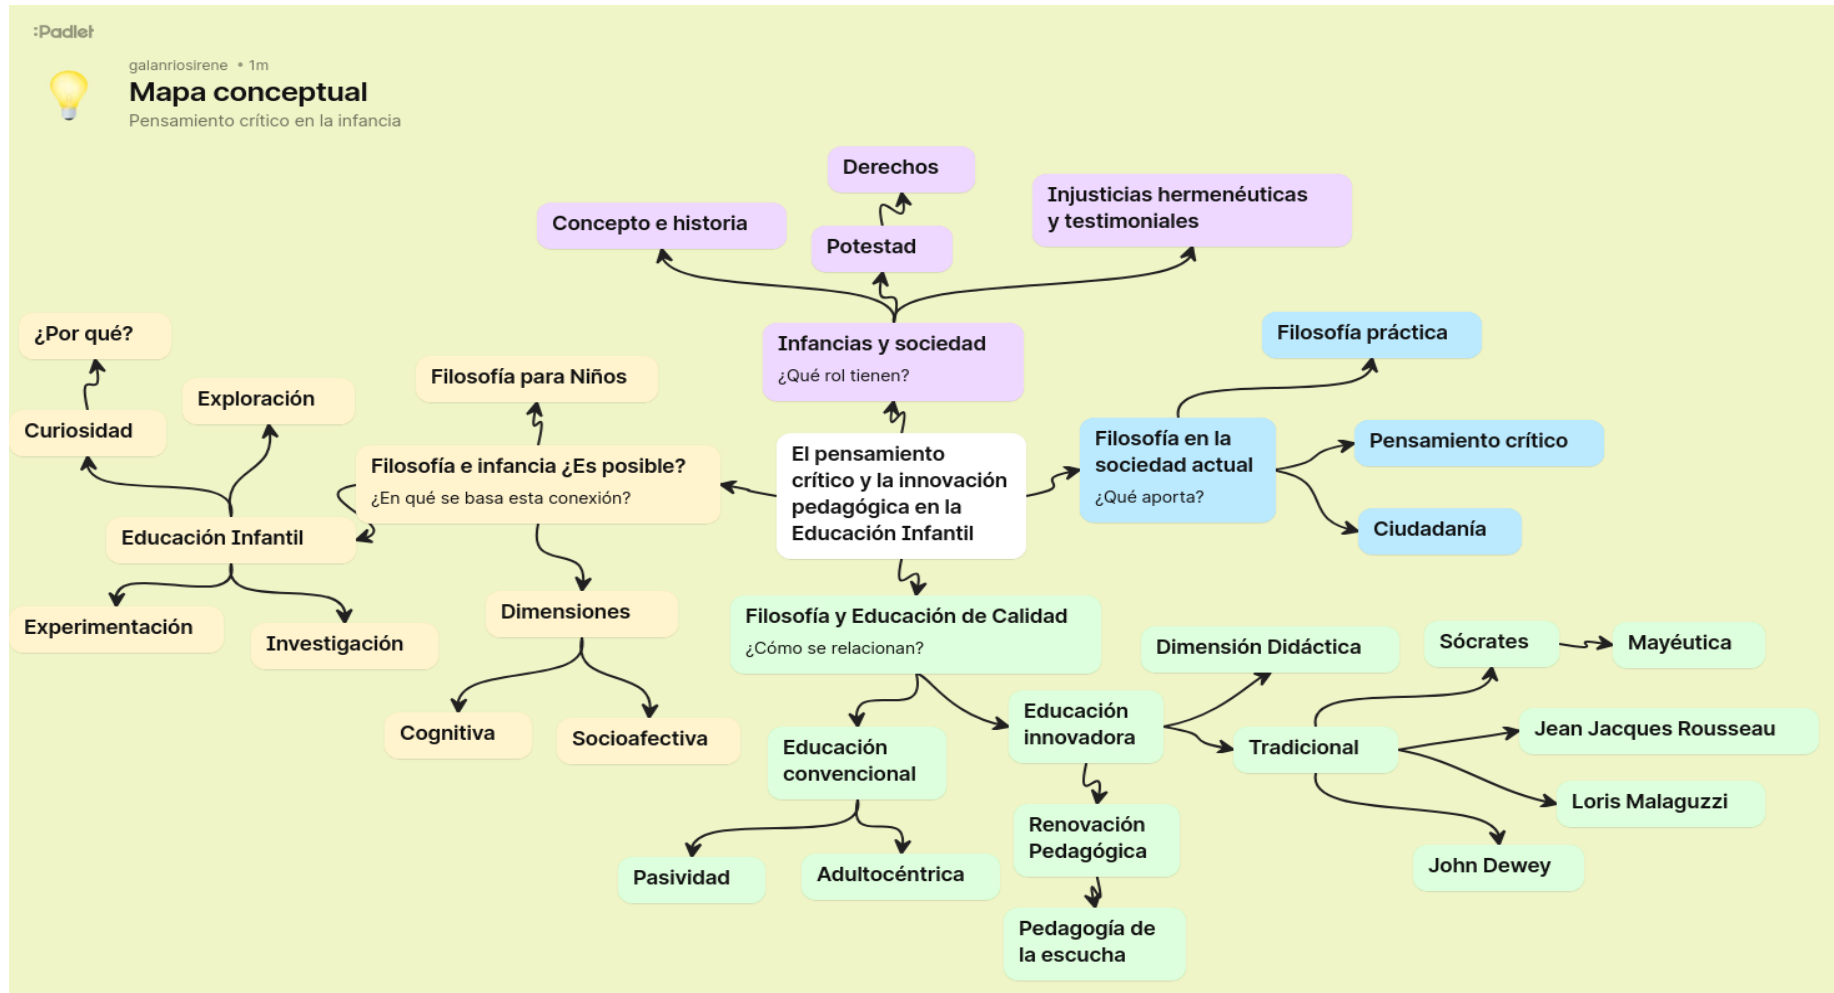 :Padlet
galanriosirene • 1m
Mapa conceptual
Pensamiento crítico en la infancia
Derechos
Injusticias hermenéuticas
y testimoniales
Concepto e historia
Potestad
¿Por qué?
Infancias y sociedad
¿Qué rol tienen?
Filosofía práctica
Filosofía para Niños
Exploración
Curiosidad
Filosofía e infancia ¿Es posible?
¿En qué se basa esta conexión?
El pensamiento
crítico y la innovación
pedagógica en la
Educación Infantil
Filosofía en la
sociedad actual
¿Qué aporta?
Pensamiento crítico
Ciudadanía
Educación Infantil
Experimentación
Investigación
Dimensiones
Cognitiva
Socioafectiva
Filosofía y Educación de Calidad
¿Cómo se relacionan?
Dimensión Didáctica
Sócrates
Mayéutica
Educación
innovadora
Educación
convencional
Tradicional
Jean Jacques Rousseau
Loris Malaguzzi
John Dewey
Renovación
Pedagógica
Pasividad
Adultocéntrica
Pedagogía de
la escucha